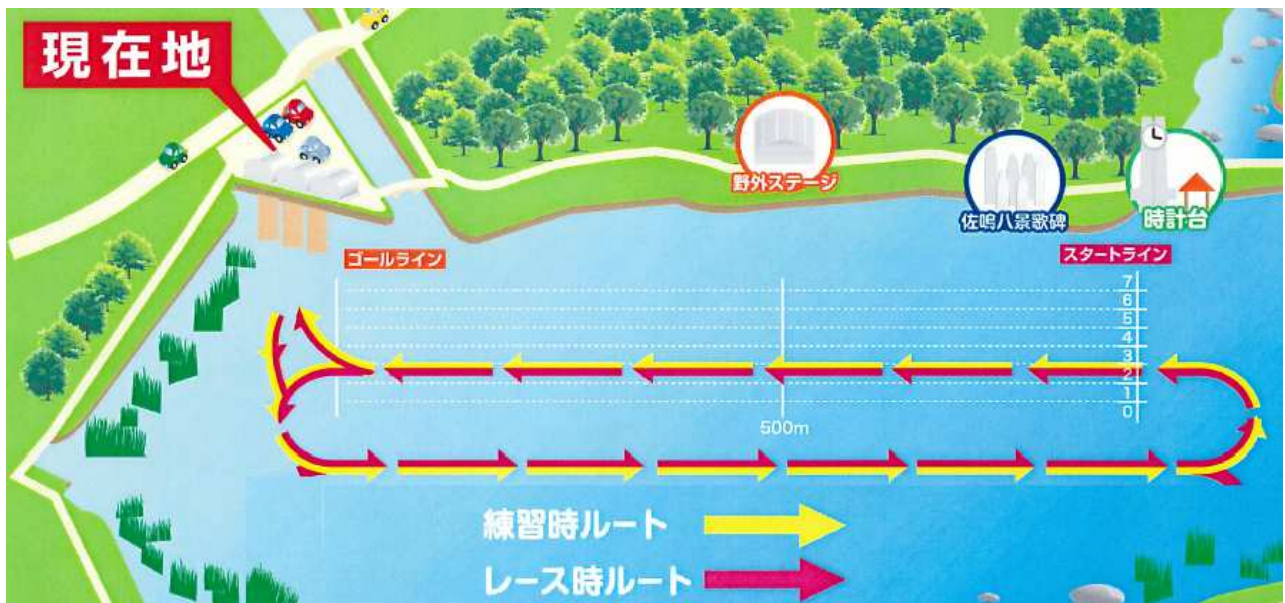 現在地
野外ステージ
佐鳴八景歌碑
時計台
ゴールライン
スタートライン
7
6
5
4
3
2
1
0
500m
練習時ルート
レース時ルート